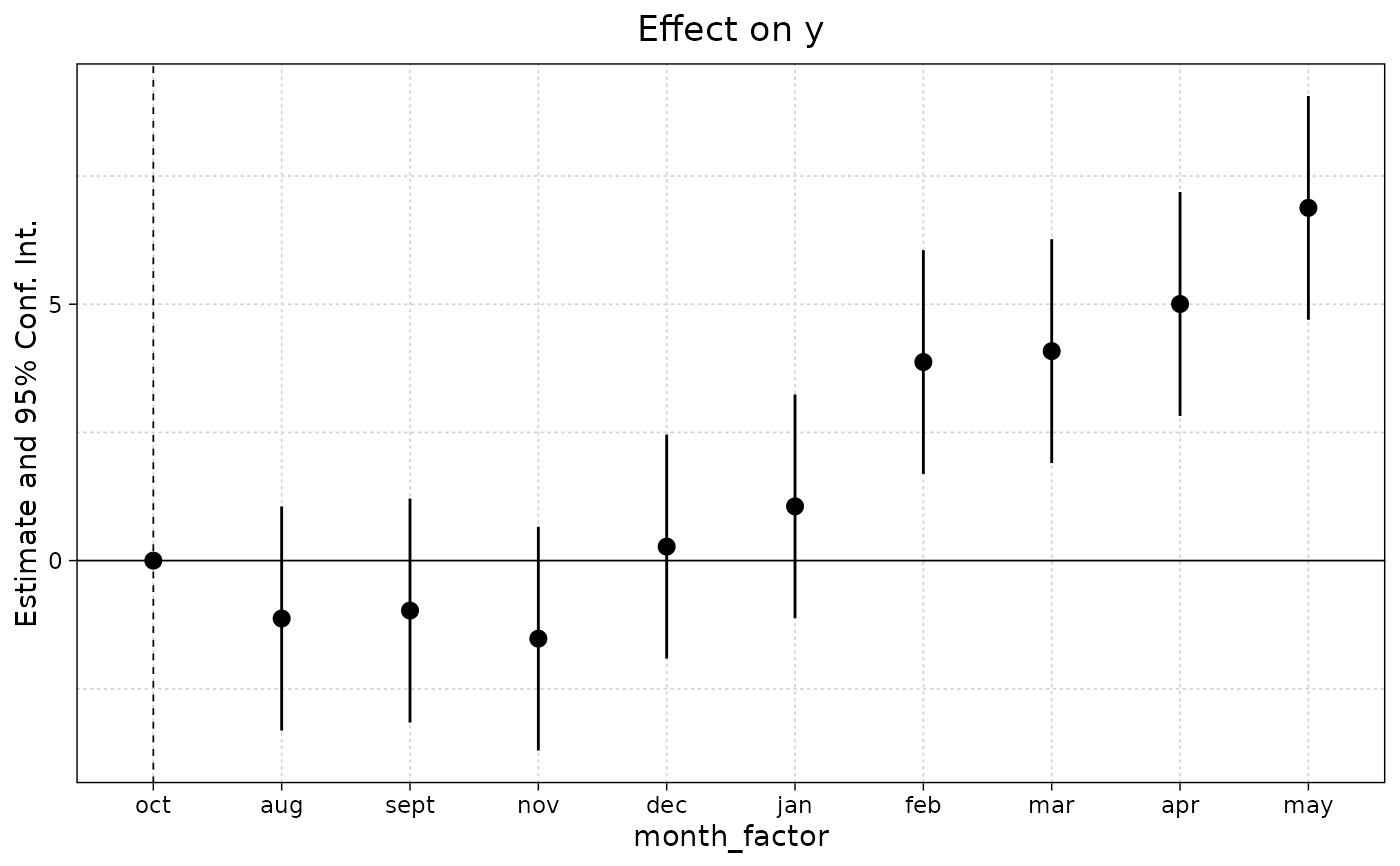 Effect on y
Estimate and 95% Conf. Int.
5
0
oct aug sept nov dec jan feb mar apr may
month_factor